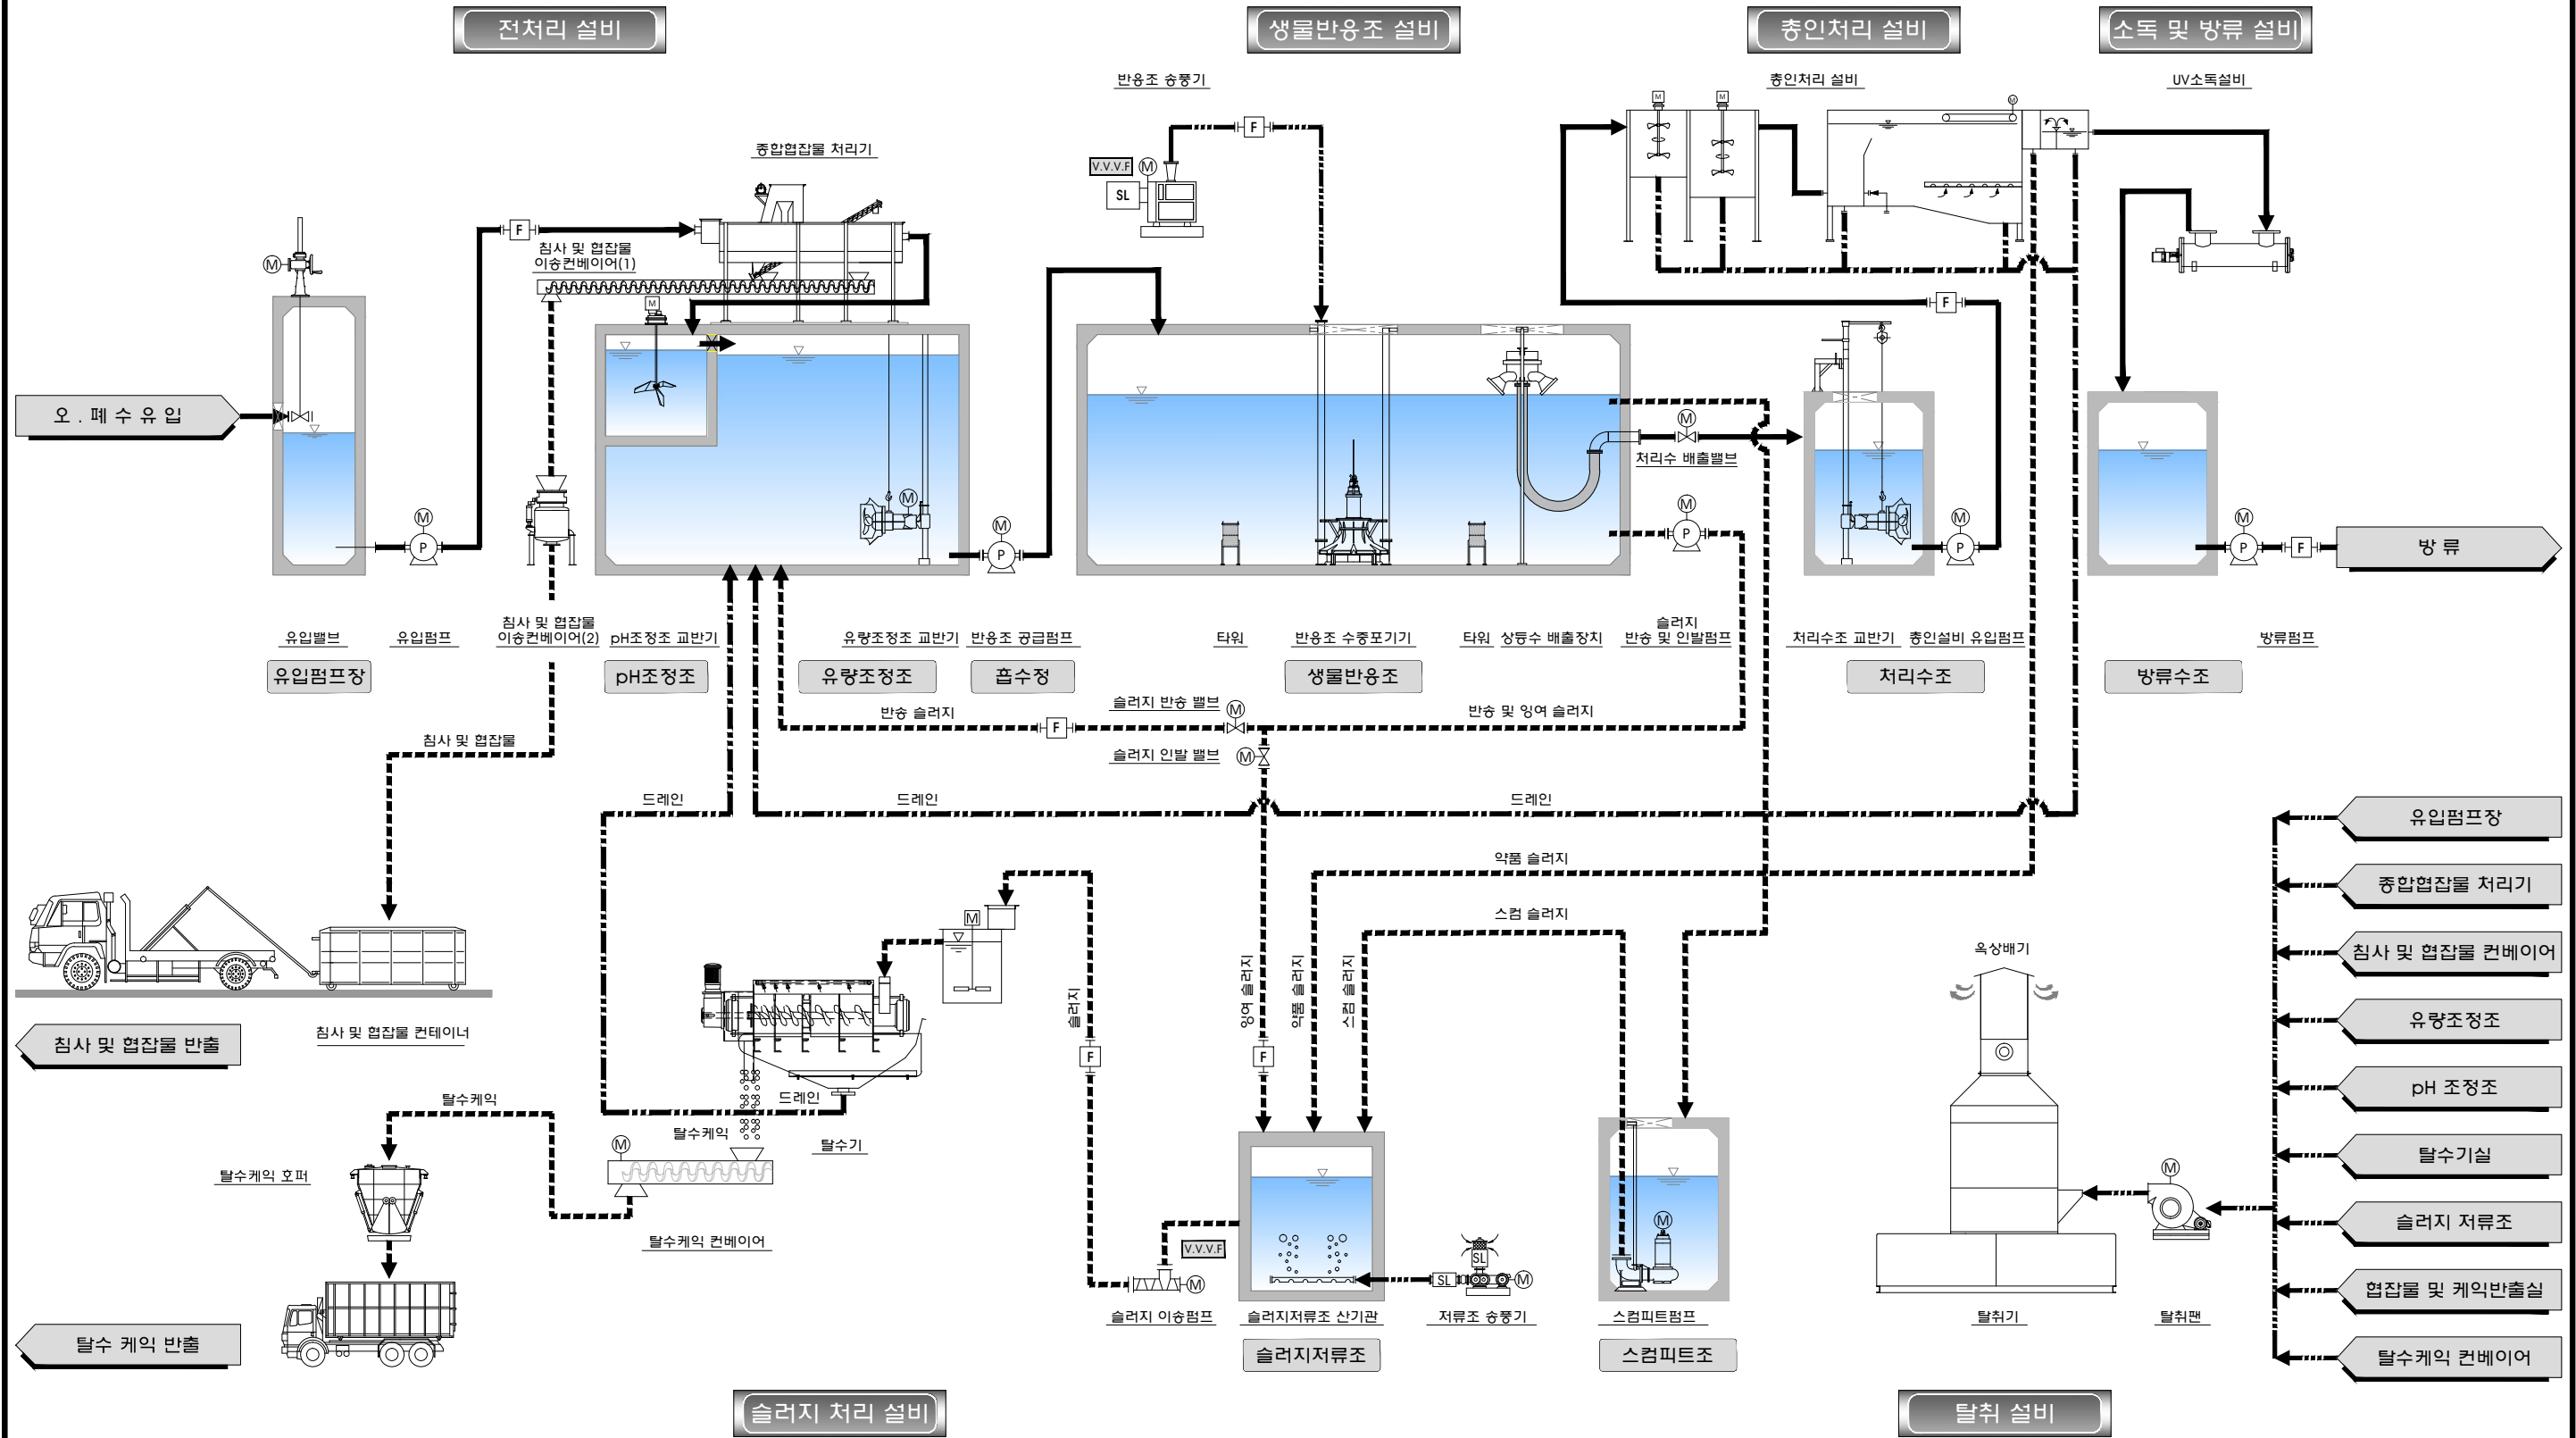 전처리 설비
생물반응조 설비
총인처리 설비
소독 및 방류 설비
반응조 송풍기
총인처리 설비
UV소독설비
종합협잡물 처리기
M
M
M
F
V.V.V.F
M
SL
F
침사 및 협잡물
이송컨베이어(1)
M
M
F
오 . 폐 수 유 입
M
처리수 배출밸브
M
P
M
M
P
M
P
M
P
M
P
F
방 류
유입밸브
유입펌프
침사 및 협잡물
이송컨베이어(2)
pH조정조 교반기
유량조정조 교반기
반응조 공급펌프
타워
반응조 수중포기기
타워
상등수 배출장치
슬러지
반송 및 인발펌프
처리수조 교반기
총인설비 유입펌프
방류펌프
유입펌프장
pH조정조
유량조정조
흡수정
생물반응조
처리수조
방류수조
반송 슬러지
F
슬러지 반송 밸브
M
반송 및 잉여 슬러지
침사 및 협잡물
슬러지 인발 밸브
M
드레인
드레인
드레인
유입펌프장
약품 슬러지
종합협잡물 처리기
스컴 슬러지
M
옥상배기
침사 및 협잡물 컨베이어
슬러지
잉여 슬러지
약품 슬러지
스컴 슬러지
유량조정조
침사 및 협잡물 컨테이너
침사 및 협잡물 반출
F
F
pH 조정조
탈수케익
드레인
탈수케익
M
탈수기
탈수기실
탈수케익 호퍼
M
M
슬러지 저류조
탈수케익 컨베이어
V.V.V.F
M
SL
SL
M
협잡물 및 케익반출실
슬러지 이송펌프
슬러지저류조 산기관
저류조 송풍기
스컴피트펌프
탈취기
탈취팬
탈수 케익 반출
슬러지저류조
스컴피트조
탈수케익 컨베이어
슬러지 처리 설비
탈취 설비